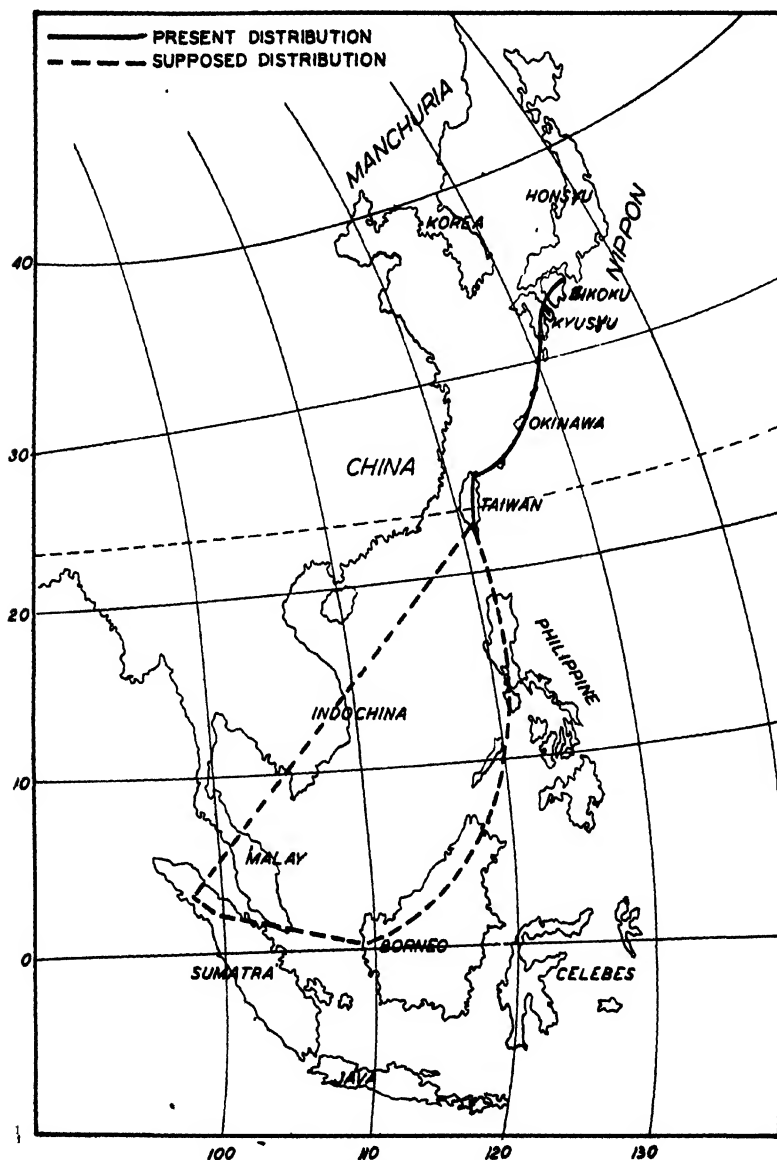 PRESENT DISTRIBUTION
SUPPOSED DISTRIBUTION
MANCHURIA
HONSYU
NIPPON
KOREA
40
SIKOKU
KYUSYU
30
OKINAWA
CHINA
TAIWAN
20
PHILIPPINE
INDOCHINA
10
MALAY
BORNEO
0
SUMATRA
CELEBES
JAVA
100
110
120
130